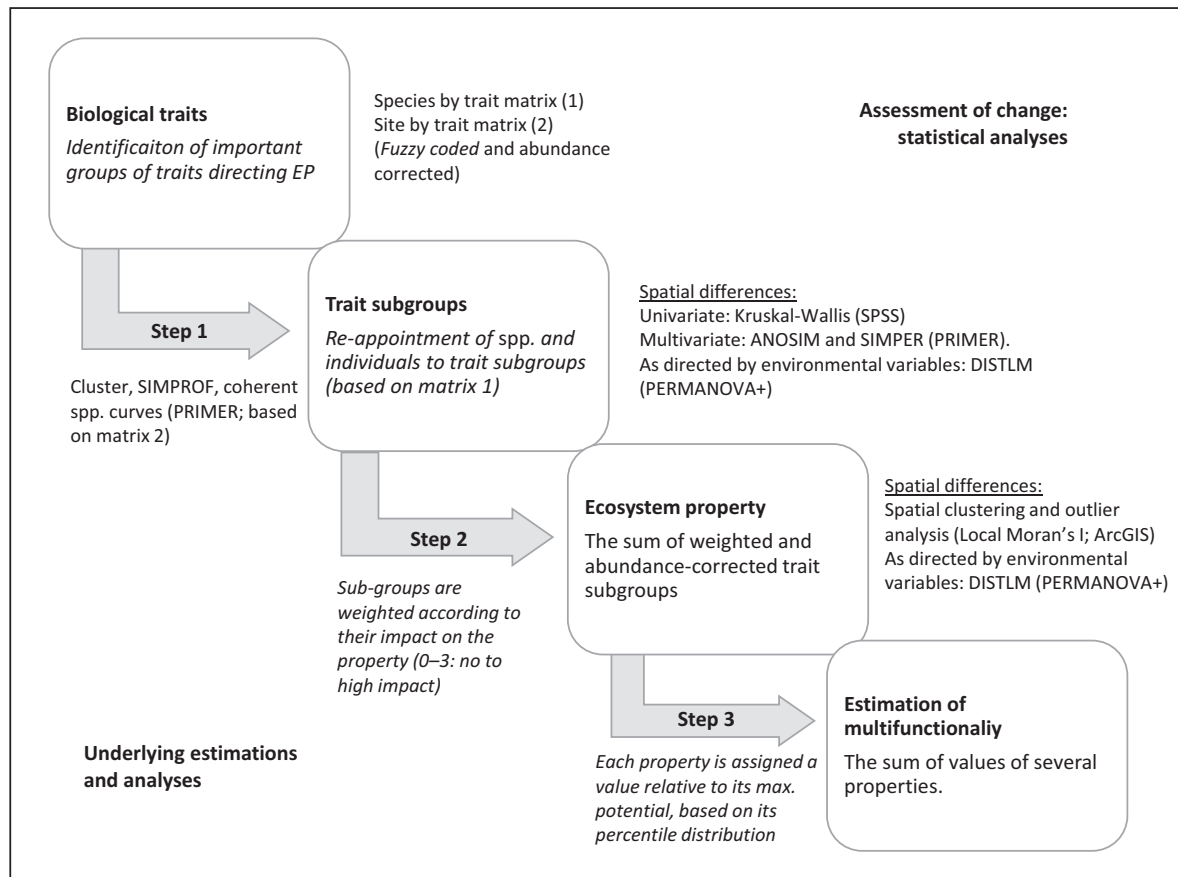 Biological traits
Identificaiton of important
groups of traits directing EP
Species by trait matrix (1)
Site by trait matrix (2)
(Fuzzy coded and abundance
corrected)
Assessment of change:
statistical analyses
Step 1
Cluster, SIMPROF, coherent
spp. curves (PRIMER; based
on matrix 2)
Trait subgroups
Re-appointment of spp. and
individuals to trait subgroups
(based on matrix 1)
Spatial differences:
Univariate: Kruskal-Wallis (SPSS)
Multivariate: ANOSIM and SIMPER (PRIMER).
As directed by environmental variables: DISTLM
(PERMANOVA+)
Step 2
Sub-groups are
weighted according to
their impact on the
property (0–3: no to
high impact)
Ecosystem property
The sum of weighted and
abundance-corrected trait
subgroups
Spatial differences:
Spatial clustering and outlier
analysis (Local Moran’s I; ArcGIS)
As directed by environmental
variables: DISTLM (PERMANOVA+)
Step 3
Each property is assigned a
value relative to its max.
potential, based on its
percentile distribution
Estimation of
multifunctionaliy
The sum of values of several
properties.
Underlying estimations
and analyses